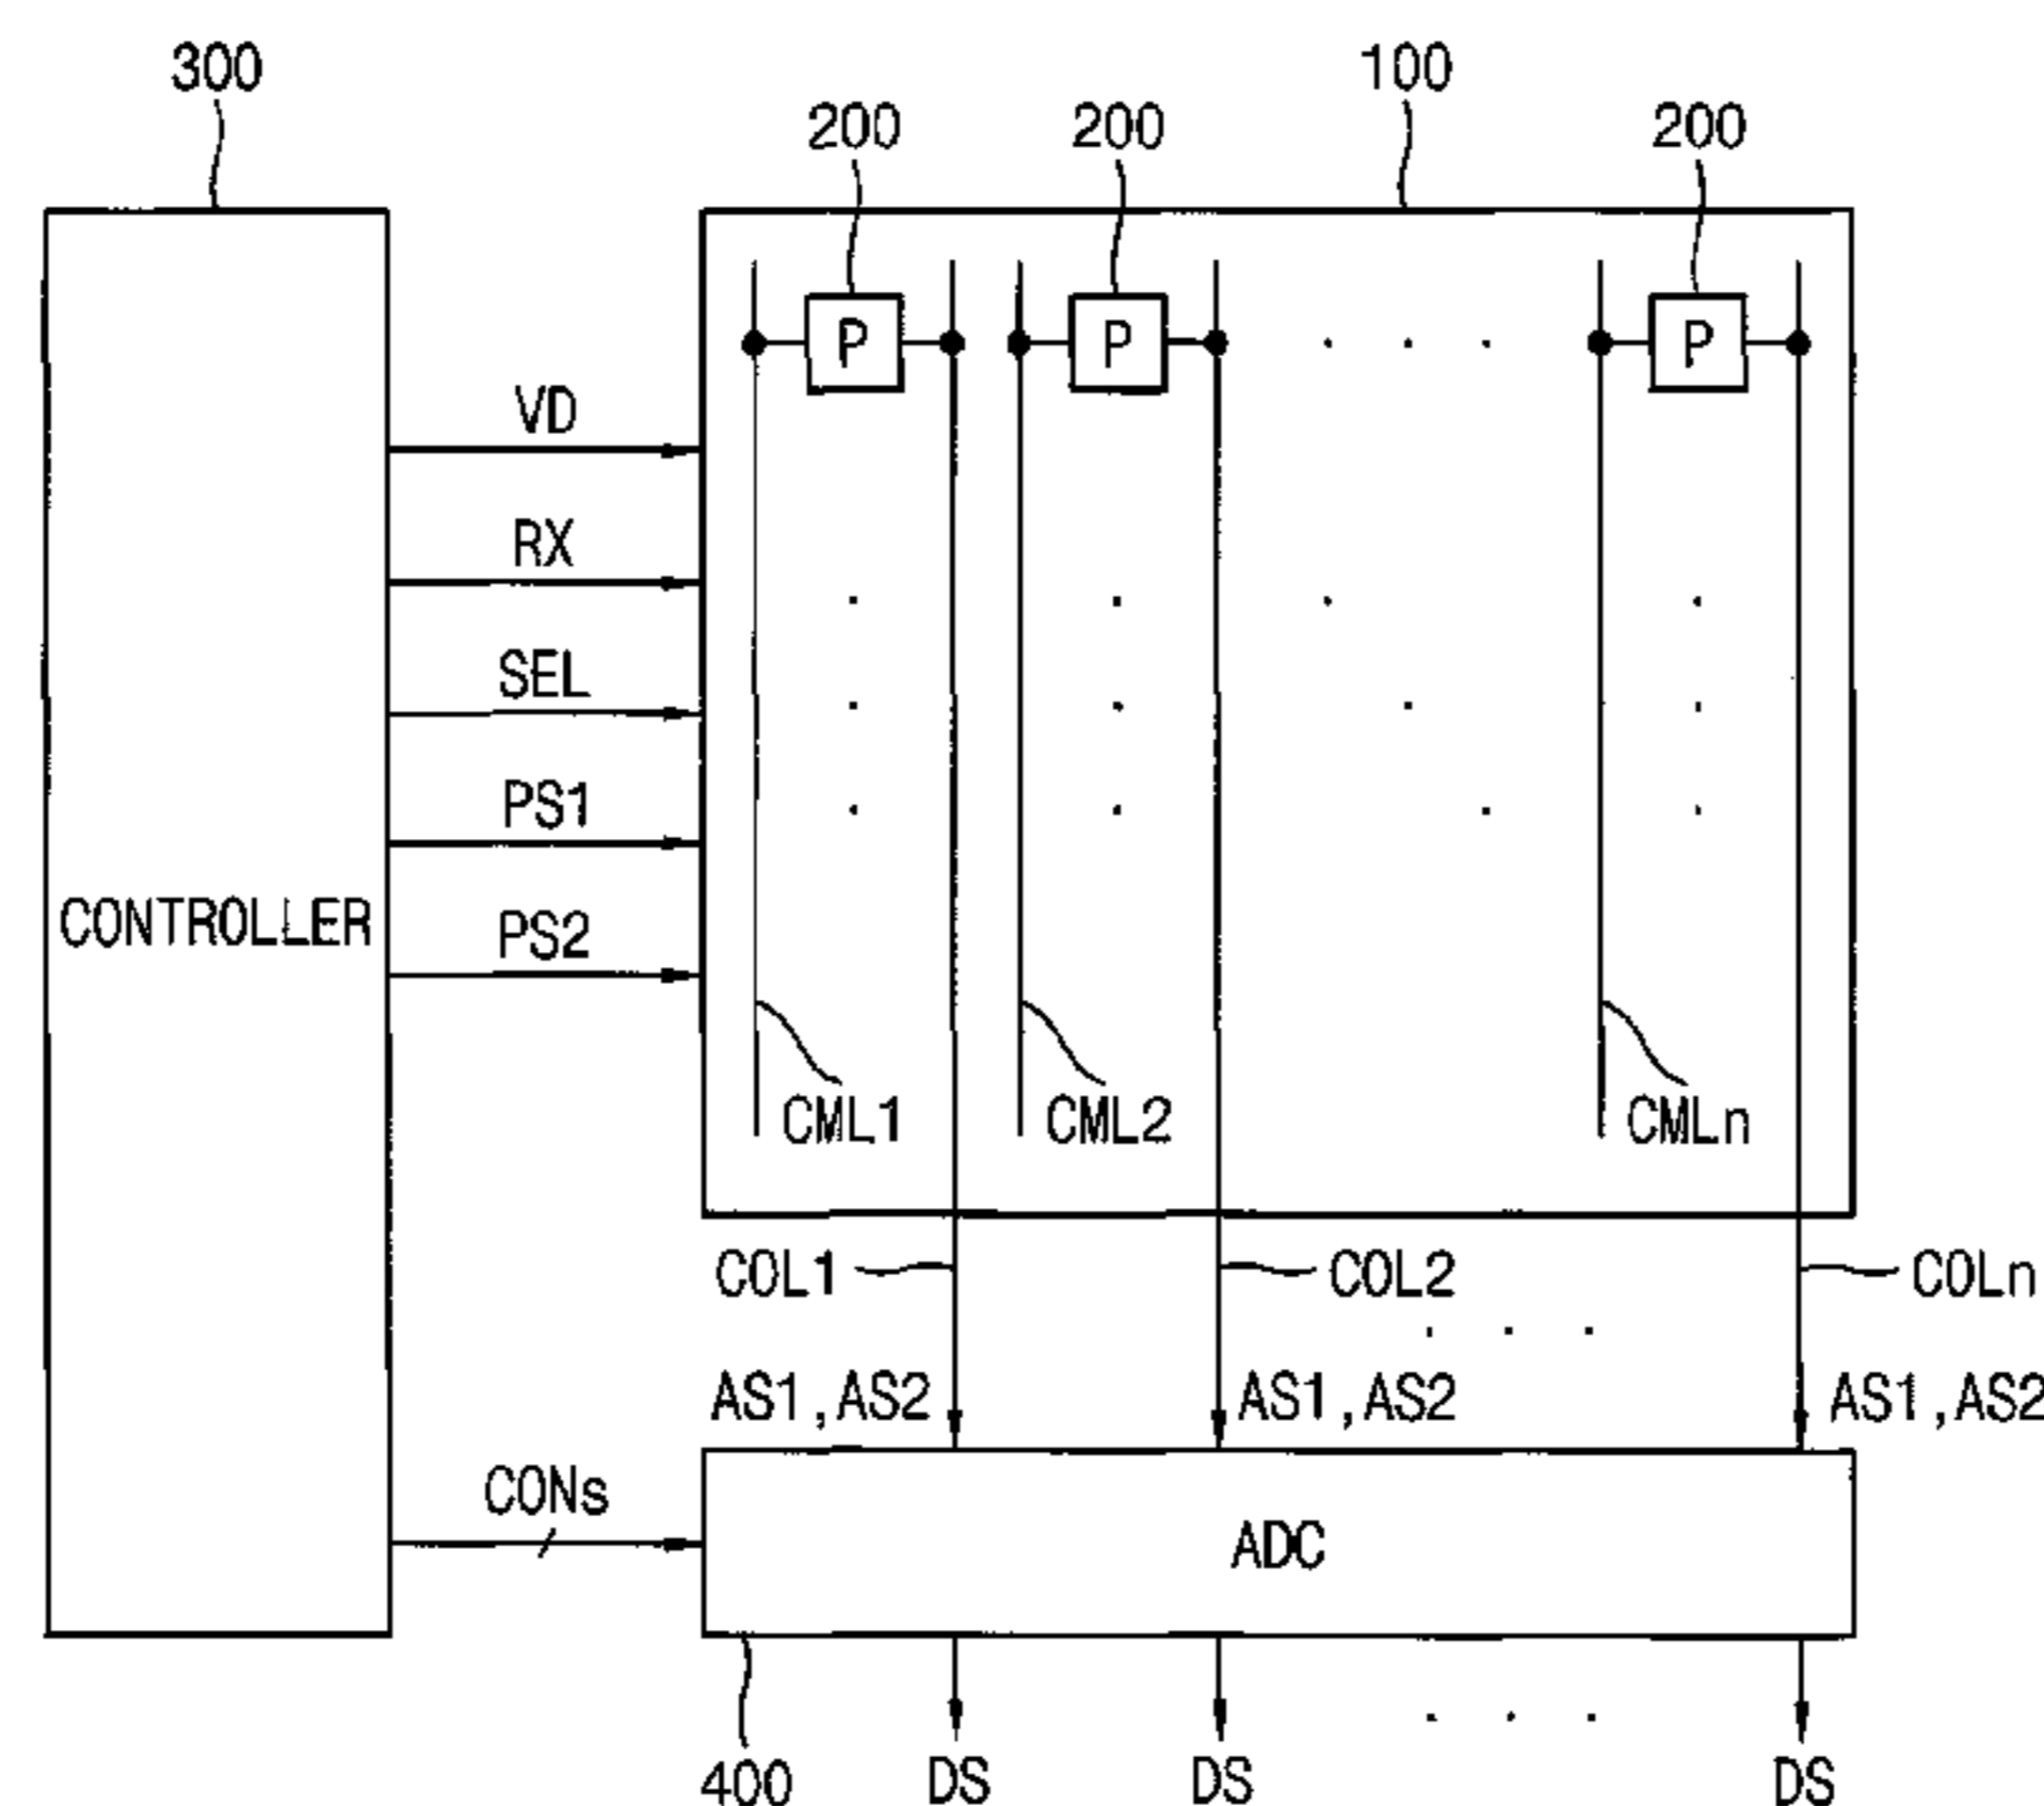 300
100
200 200 200
P P P
VD
RX
SEL
PS1
CONTROLLER
PS2
CML1 CML2 CMLn
COL1 COL2 COLn
AS1,AS2 AS1,AS2 AS1,AS2
CONs
ADC
400 DS DS DS